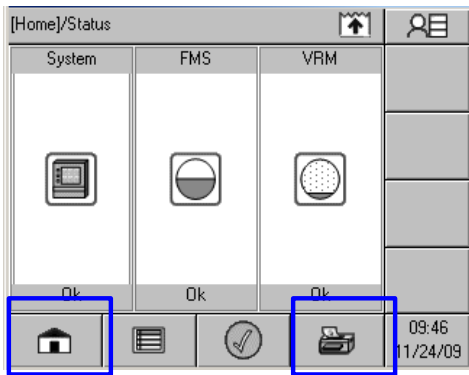 [Home]/Status
System FMS VRM
Ok Ok Ok
09:46
11/24/09